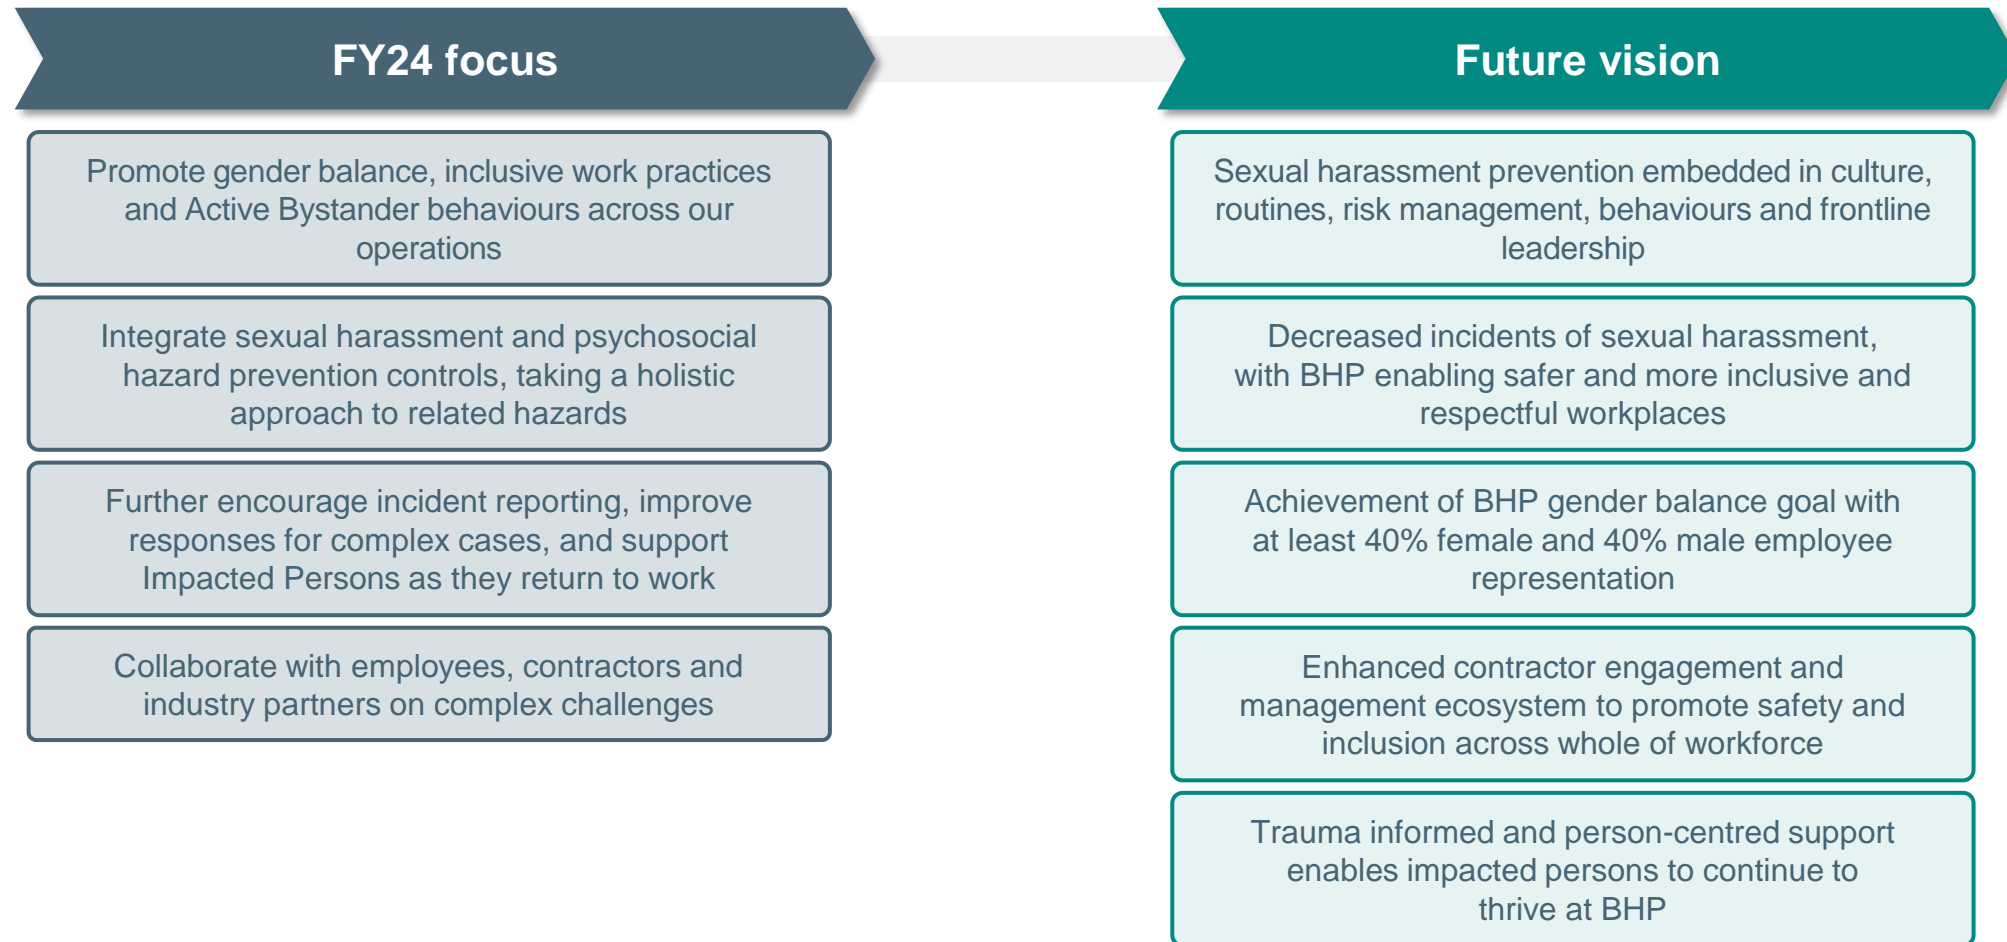 FY24 focus
Promote gender balance, inclusive work practices
and Active Bystander behaviours across our
operations
Integrate sexual harassment and psychosocial
hazard prevention controls, taking a holistic
approach to related hazards
Further encourage incident reporting, improve
responses for complex cases, and support
Impacted Persons as they return to work
Collaborate with employees, contractors and
industry partners on complex challenges
Future vision
Sexual harassment prevention embedded in culture,
routines, risk management, behaviours and frontline
leadership
Decreased incidents of sexual harassment,
with BHP enabling safer and more inclusive and
respectful workplaces
Achievement of BHP gender balance goal with
at least 40% female and 40% male employee
representation
Enhanced contractor engagement and
management ecosystem to promote safety and
inclusion across whole of workforce
Trauma informed and person-centred support
enables impacted persons to continue to
thrive at BHP